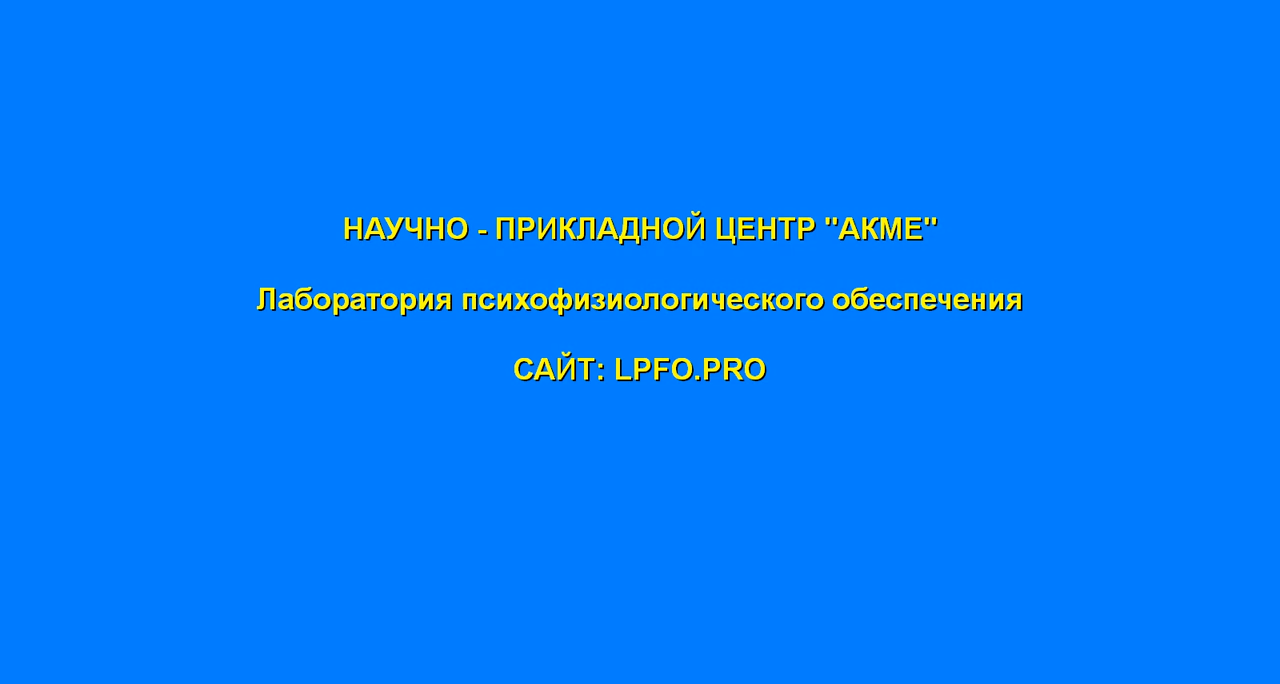 НАУЧНО - ПРИКЛАДНОЙ ЦЕНТР "АКМЕ"
Лаборатория психофизиологического обеспечения
САЙТ: LPFO.PRO